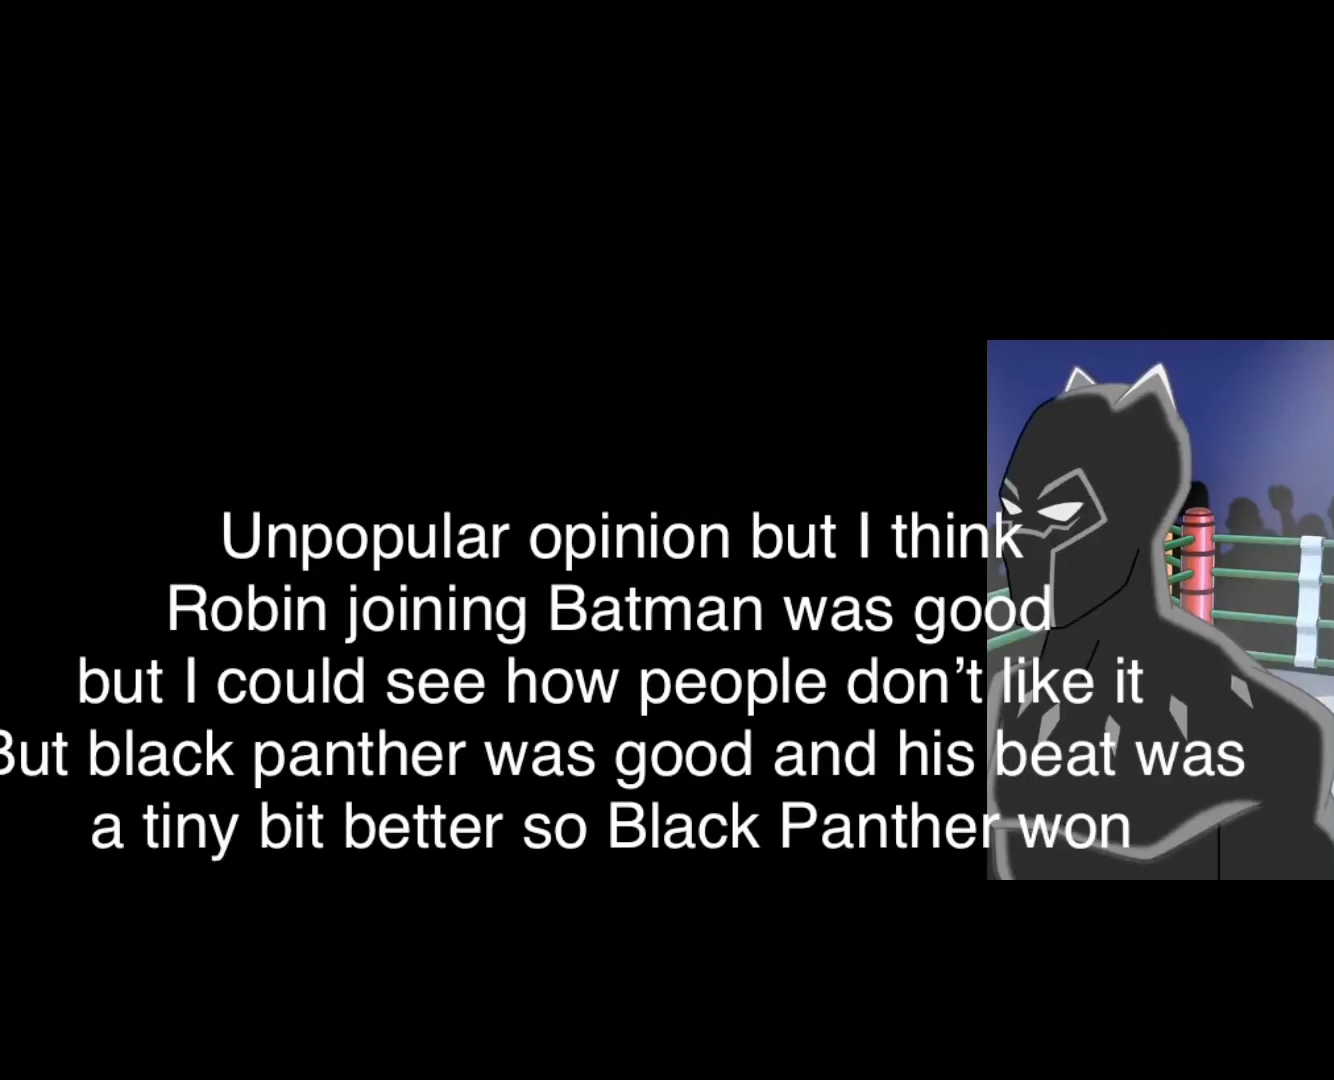 Unpopular opinion but I think
Robin joining Batman was good
but I could see how people don’t like it
But black panther was good and his beat was
a tiny bit better so Black Panther won